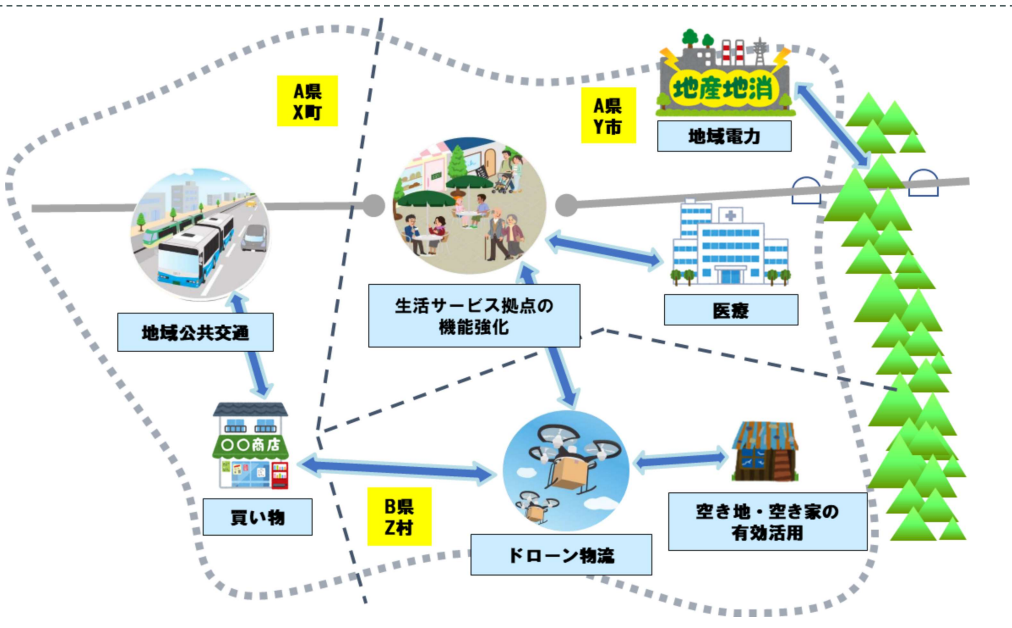 A県
X町
A県
Y市
地産地消
地域電力
地域公共交通
生活サービス拠点の
機能強化
医療
〇〇商店
買い物
B県
Z村
ドローン物流
空き地・空き家の
有効活用